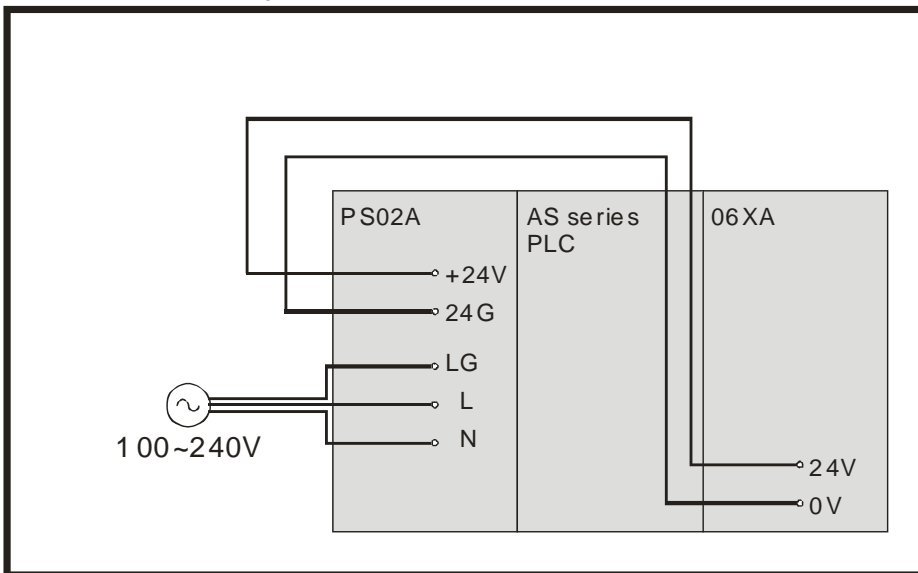 PS02A
AS series
PLC
06XA
+24V
24G
LG
L
N
100~240V
24V
0V